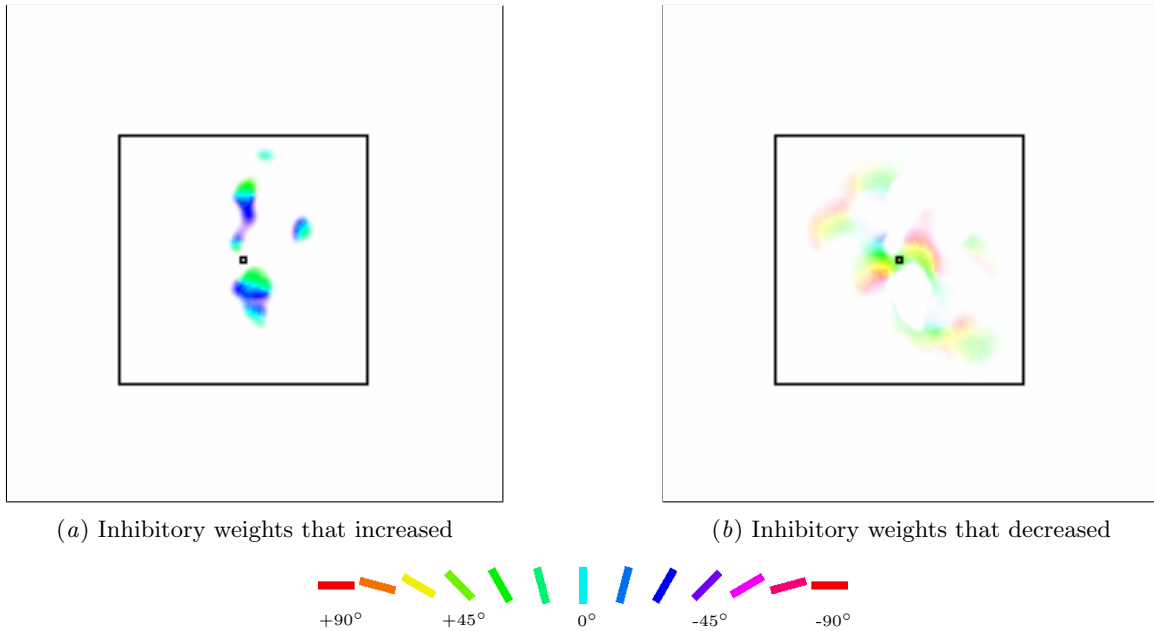 (a) Inhibitory weights that increased
(b) Inhibitory weights that decreased
+90° +45° 0° -45° -90°